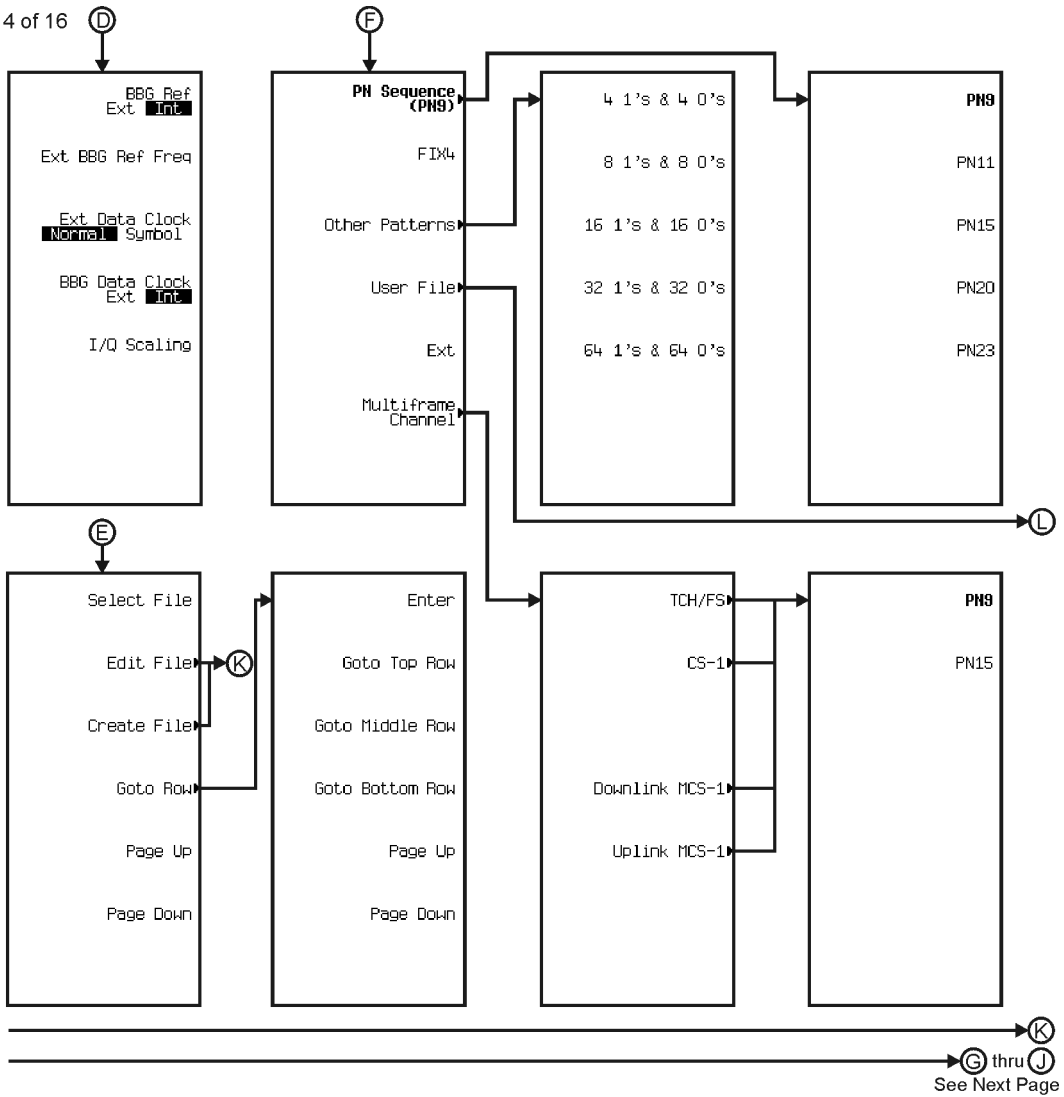 4 of 16
D
F
BBG Ref
Ext Int
Ext BBG Ref Freq
Ext Data Clock
Normal Symbol
BBG Data Clock
Ext Int
I/Q Scaling
PN Sequence
(PN9)
FIX4
Other Patterns
User File
Ext
Multiframe
Channel
4 1's & 4 0's
8 1's & 8 0's
16 1's & 16 0's
32 1's & 32 0's
64 1's & 64 0's
PN9
PN11
PN15
PN20
PN23
L
E
Select File
Edit File
K
Create File
Goto Row
Page Up
Page Down
Enter
Goto Top Row
Goto Middle Row
Goto Bottom Row
Page Up
Page Down
TCH/FS
CS-1
Downlink MCS-1
Uplink MCS-1
PN9
PN15
K
G thru J
See Next Page